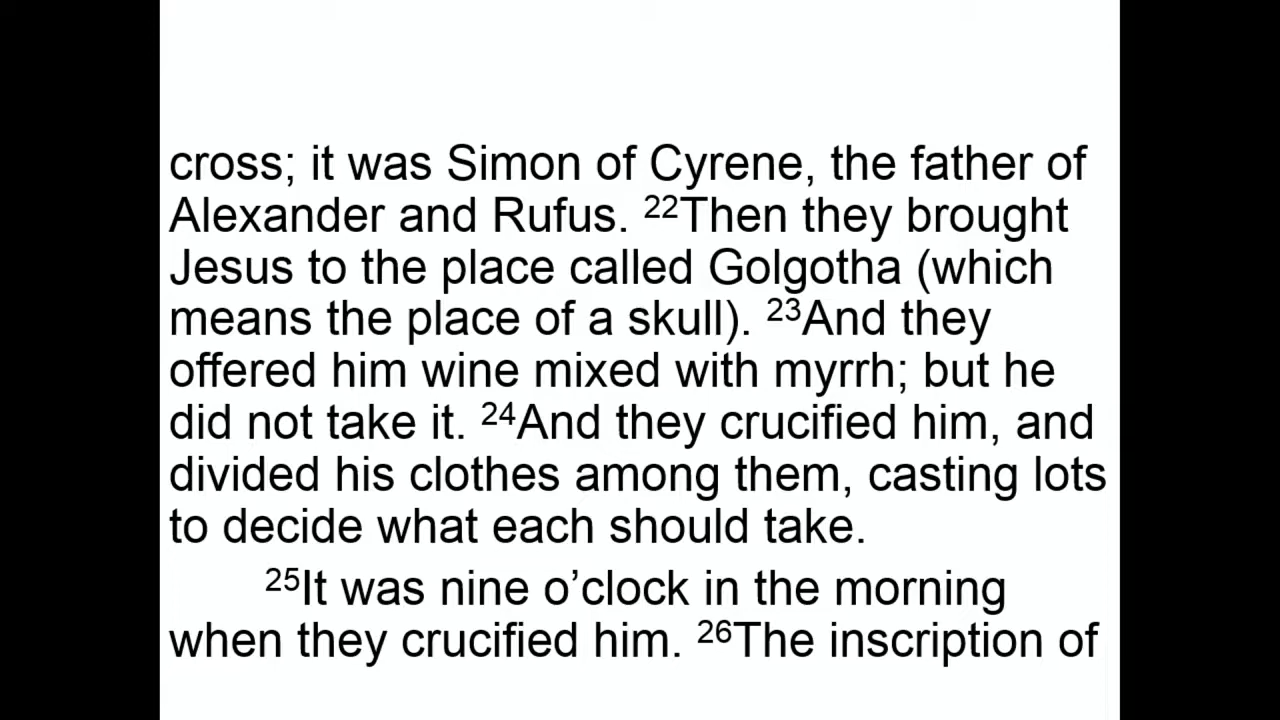 cross; it was Simon of Cyrene, the father of
Alexander and Rufus. ²²Then they brought
Jesus to the place called Golgotha (which
means the place of a skull). ²³And they
offered him wine mixed with myrrh; but he
did not take it. ²⁴And they crucified him, and
divided his clothes among them, casting lots
to decide what each should take.
²⁵It was nine o’clock in the morning
when they crucified him. ²⁶The inscription of